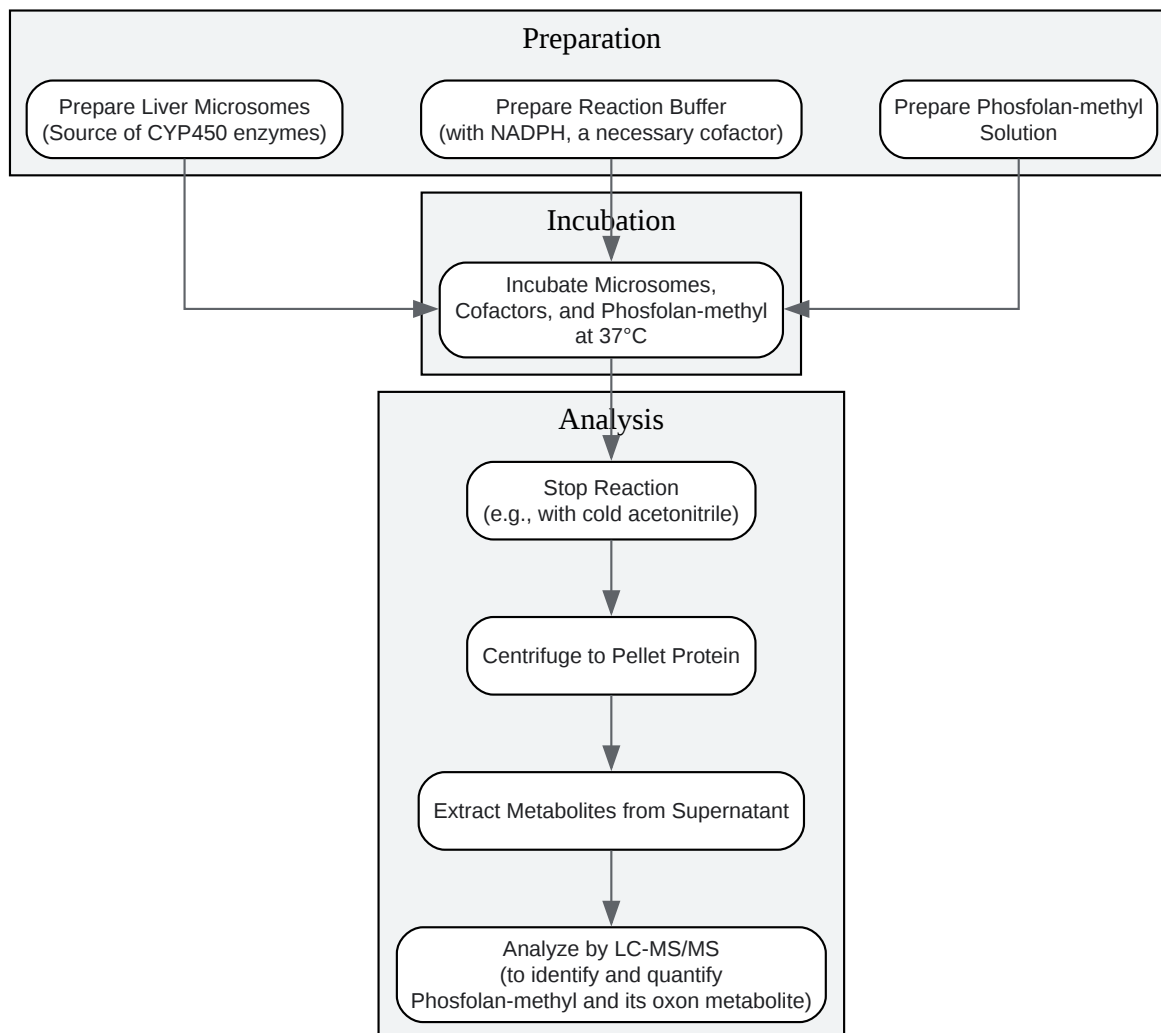 Preparation
Prepare Liver Microsomes
(Source of CYP450 enzymes)
Prepare Reaction Buffer
(with NADPH, a necessary cofactor)
Prepare Phosfolan-methyl
Solution
Incubation
Incubate Microsomes,
Cofactors, and Phosfolan-methyl
at 37°C
Analysis
Stop Reaction
(e.g., with cold acetonitrile)
Centrifuge to Pellet Protein
Extract Metabolites from Supernatant
Analyze by LC-MS/MS
(to identify and quantify
Phosfolan-methyl and its oxon metabolite)